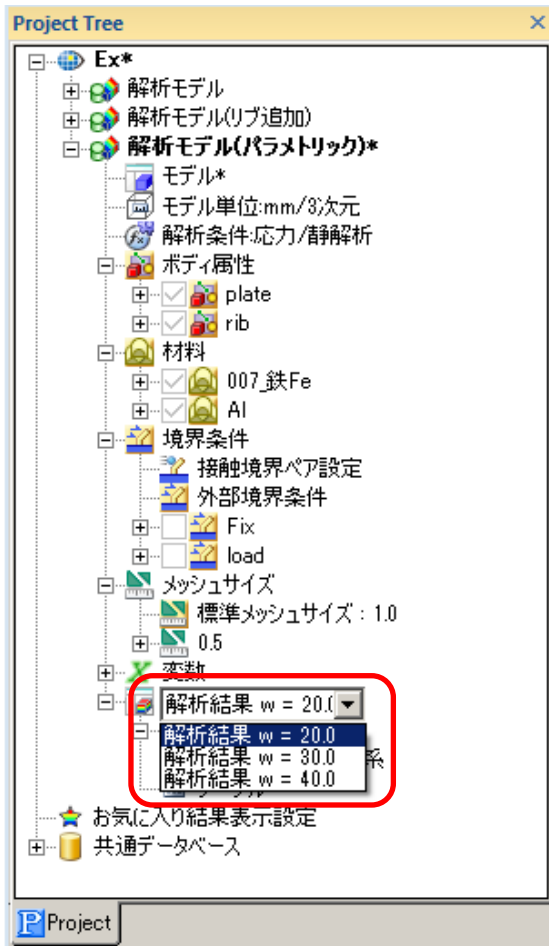 Project Tree
Ex*
解析モデル
解析モデル(リブ追加)
解析モデル(パラメトリック)*
モデル*
モデル単位:mm/3次元
解析条件:応力/静解析
ボディ属性
plate
rib
材料
007_鉄Fe
Al
境界条件
接触境界ペア設定
外部境界条件
Fix
load
メッシュサイズ
標準メッシュサイズ：1.0
0.5
変数
解析結果 w = 20.(
解析結果 w = 20.0
解析結果 w = 30.0
解析結果 w = 40.0
系
お気に入り結果表示設定
共通データベース
Project